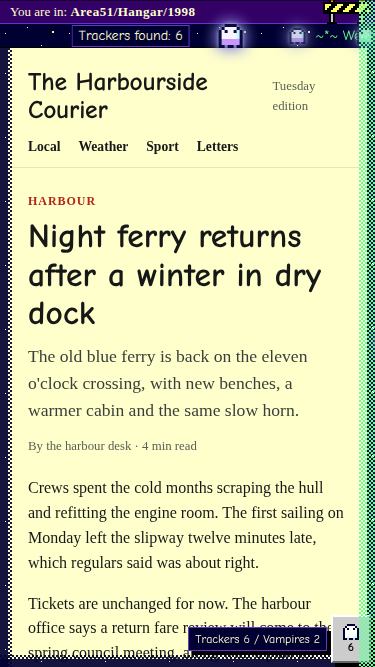 You are in: Area51/Hangar/1998
Trackers found: 6
~*~ We
The Harbourside
Courier
Tuesday
edition
Local Weather Sport Letters
HARBOUR
Night ferry returns
after a winter in dry
dock
The old blue ferry is back on the eleven
o'clock crossing, with new benches, a
warmer cabin and the same slow horn.
By the harbour desk · 4 min read
Crews spent the cold months scraping the hull
and refitting the engine room. The first sailing on
Monday left the slipway twelve minutes late,
which regulars said was about right.
Tickets are unchanged for now. The harbour
office says a return fare review will come to the
spring council meeting,
Trackers 6 / Vampires 2
6